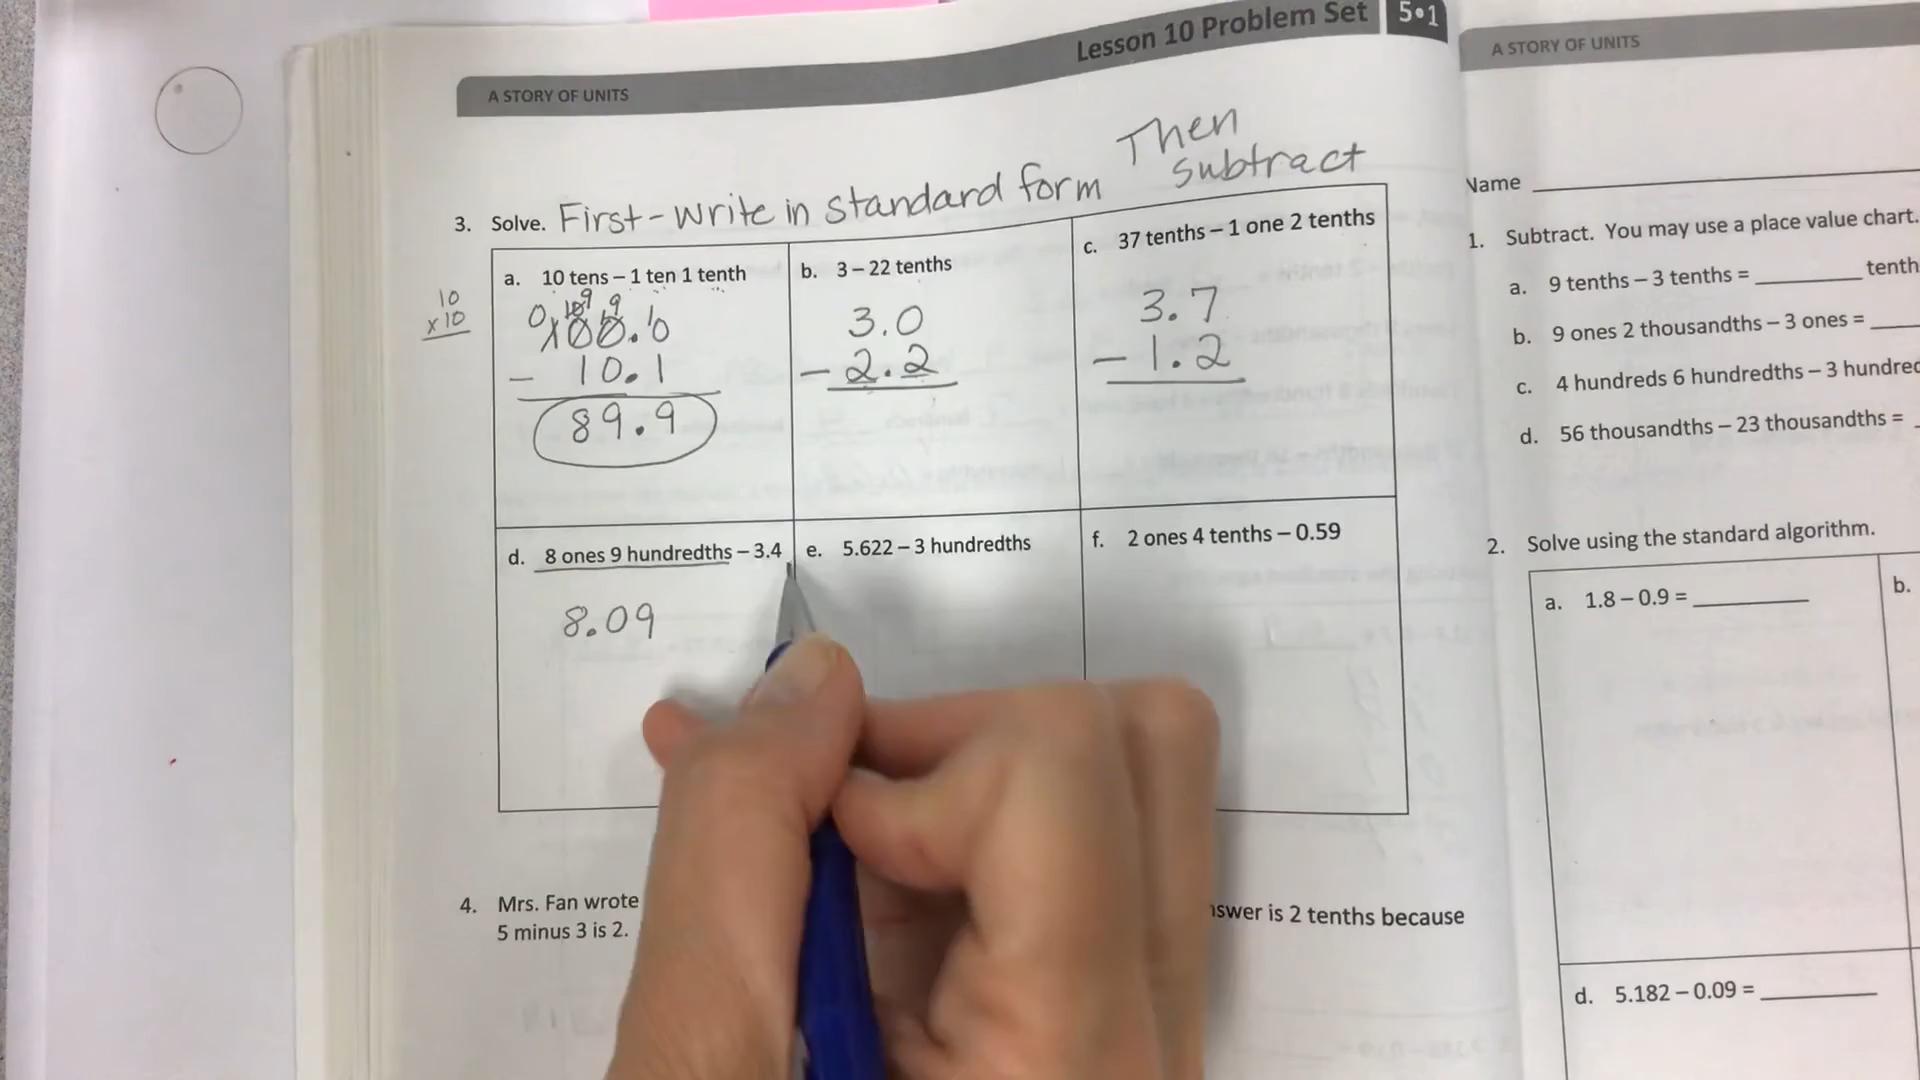 Lesson 10 Problem Set 5•1
A STORY OF UNITS
Then
subtract
3. Solve. First - write in standard form
a. 10 tens – 1 ten 1 tenth
10
x 10
100.0
- 10.1
89.9
b. 3 – 22 tenths
3.0
- 2.2
c. 37 tenths – 1 one 2 tenths
3.7
- 1.2
d. 8 ones 9 hundredths – 3.4
8.09
e. 5.622 – 3 hundredths
f. 2 ones 4 tenths – 0.59
4. Mrs. Fan wrote
nswer is 2 tenths because
5 minus 3 is 2.
A STORY OF UNITS
Name
1. Subtract. You may use a place value chart.
a. 9 tenths – 3 tenths = tenth
b. 9 ones 2 thousandths – 3 ones =
c. 4 hundreds 6 hundredths – 3 hundred
d. 56 thousandths – 23 thousandths =
2. Solve using the standard algorithm.
a. 1.8 – 0.9 =
b.
d. 5.182 – 0.09 =